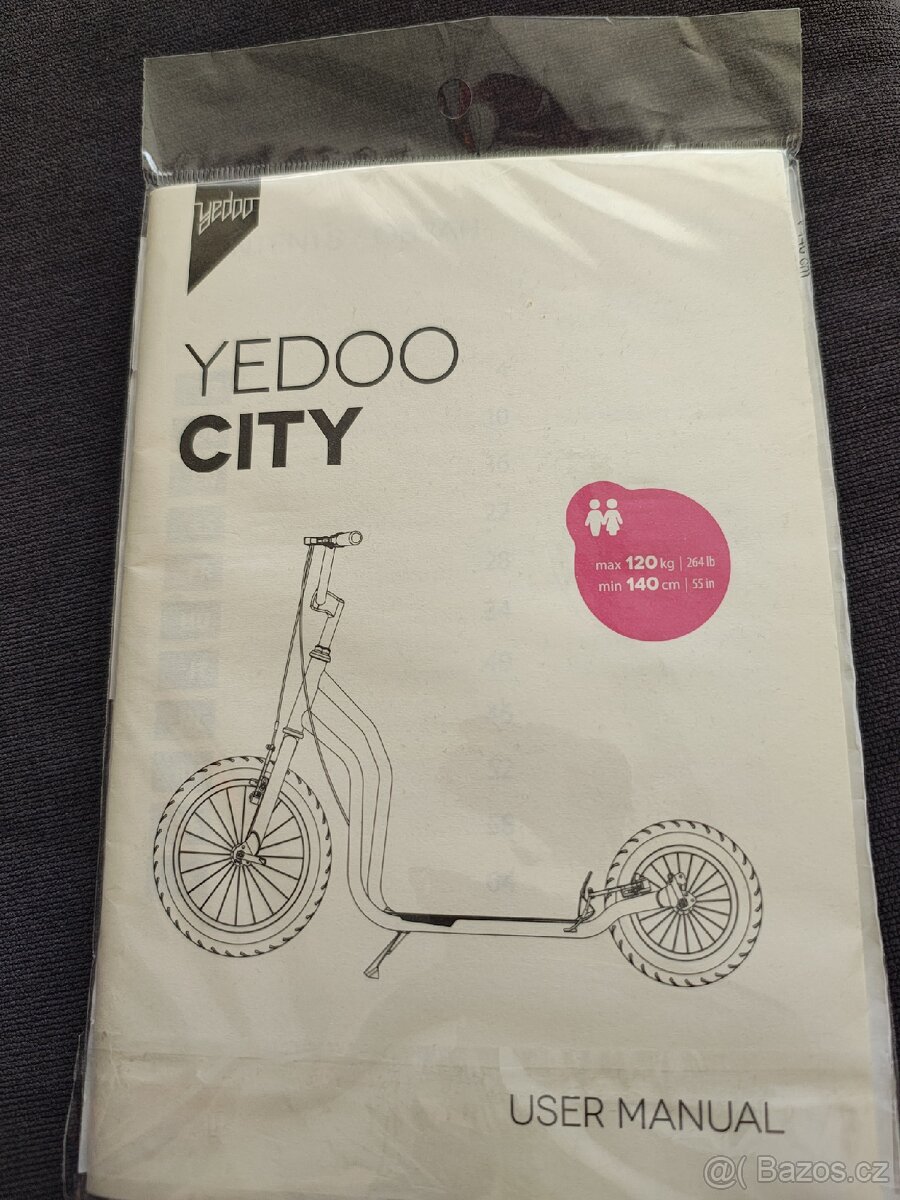 yedoo
YEDOO
CITY
max 120 kg | 264 lb
min 140 cm | 55 in
USER MANUAL
@( Bazos.cz